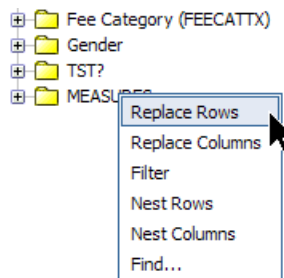 Fee Category (FEECATTX)
Gender
TST?
MEASURES
Replace Rows
Replace Columns
Filter
Nest Rows
Nest Columns
Find...